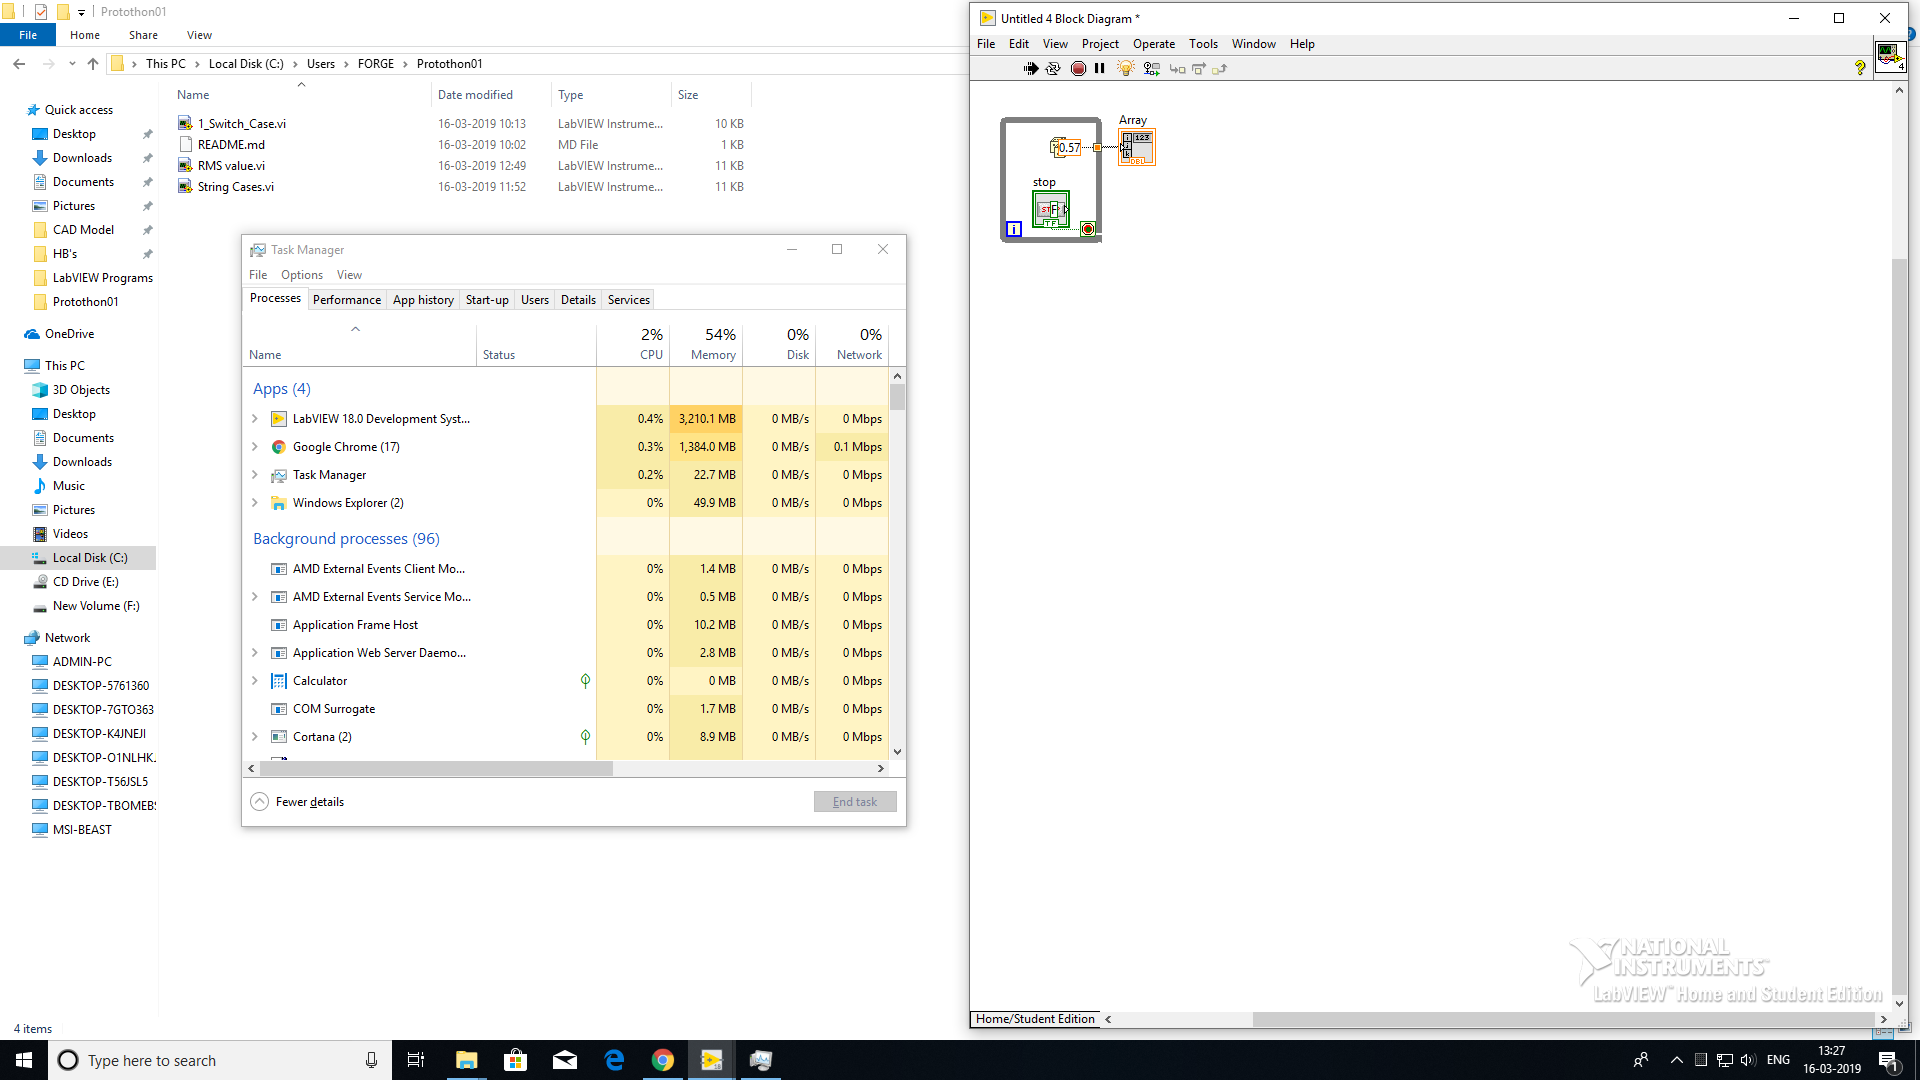 Protothon01
File Home Share View
This PC Local Disk (C:) Users FORGE Protothon01
Name Date modified Type Size
1_Switch_Case.vi 16-03-2019 10:13 LabVIEW Instrume... 10 KB
README.md 16-03-2019 10:02 MD File 1 KB
RMS value.vi 16-03-2019 12:49 LabVIEW Instrume... 11 KB
String Cases.vi 16-03-2019 11:52 LabVIEW Instrume... 11 KB
Quick access
Desktop
Downloads
Documents
Pictures
CAD Model
HB's
LabVIEW Programs
Protothon01
OneDrive
This PC
3D Objects
Desktop
Documents
Downloads
Music
Pictures
Videos
Local Disk (C:)
CD Drive (E:)
New Volume (F:)
Network
ADMIN-PC
DESKTOP-5761360
DESKTOP-7GTO363
DESKTOP-K4JNEJI
DESKTOP-O1NLHK
DESKTOP-T56JSL5
DESKTOP-TBOMEBS
MSI-BEAST
4 items
Task Manager
File Options View
Processes Performance App history Start-up Users Details Services
2% 54% 0% 0%
Name Status CPU Memory Disk Network
Apps (4)
LabVIEW 18.0 Development Syst... 0.4% 3,210.1 MB 0 MB/s 0 Mbps
Google Chrome (17) 0.3% 1,384.0 MB 0 MB/s 0.1 Mbps
Task Manager 0.2% 22.7 MB 0 MB/s 0 Mbps
Windows Explorer (2) 0% 49.9 MB 0 MB/s 0 Mbps
Background processes (96)
AMD External Events Client Mo... 0% 1.4 MB 0 MB/s 0 Mbps
AMD External Events Service Mo... 0% 0.5 MB 0 MB/s 0 Mbps
Application Frame Host 0% 10.2 MB 0 MB/s 0 Mbps
Application Web Server Daemo... 0% 2.8 MB 0 MB/s 0 Mbps
Calculator 0% 0 MB 0 MB/s 0 Mbps
COM Surrogate 0% 1.7 MB 0 MB/s 0 Mbps
Cortana (2) 0% 8.9 MB 0 MB/s 0 Mbps
Fewer details End task
Untitled 4 Block Diagram *
File Edit View Project Operate Tools Window Help
4
Array
0.57
123
DBL
stop
ST F
TF
i
NATIONAL
INSTRUMENTS™
LabVIEW™ Home and Student Edition
Home/Student Edition
Type here to search
ENG
13:27
16-03-2019
1